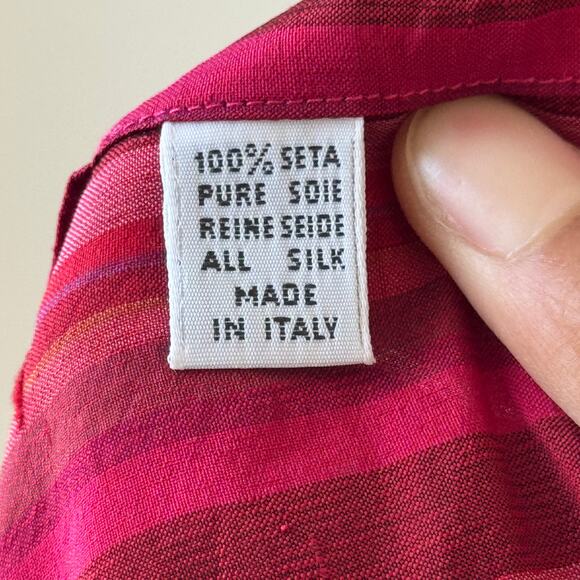 100% SETA
PURE SOIE
REINE SEIDE
ALL SILK
MADE
IN ITALY